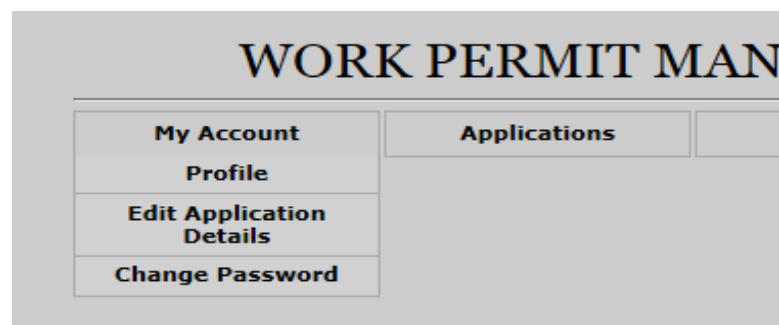 WORK PERMIT MAN
My Account
Applications
Profile
Edit Application
Details
Change Password